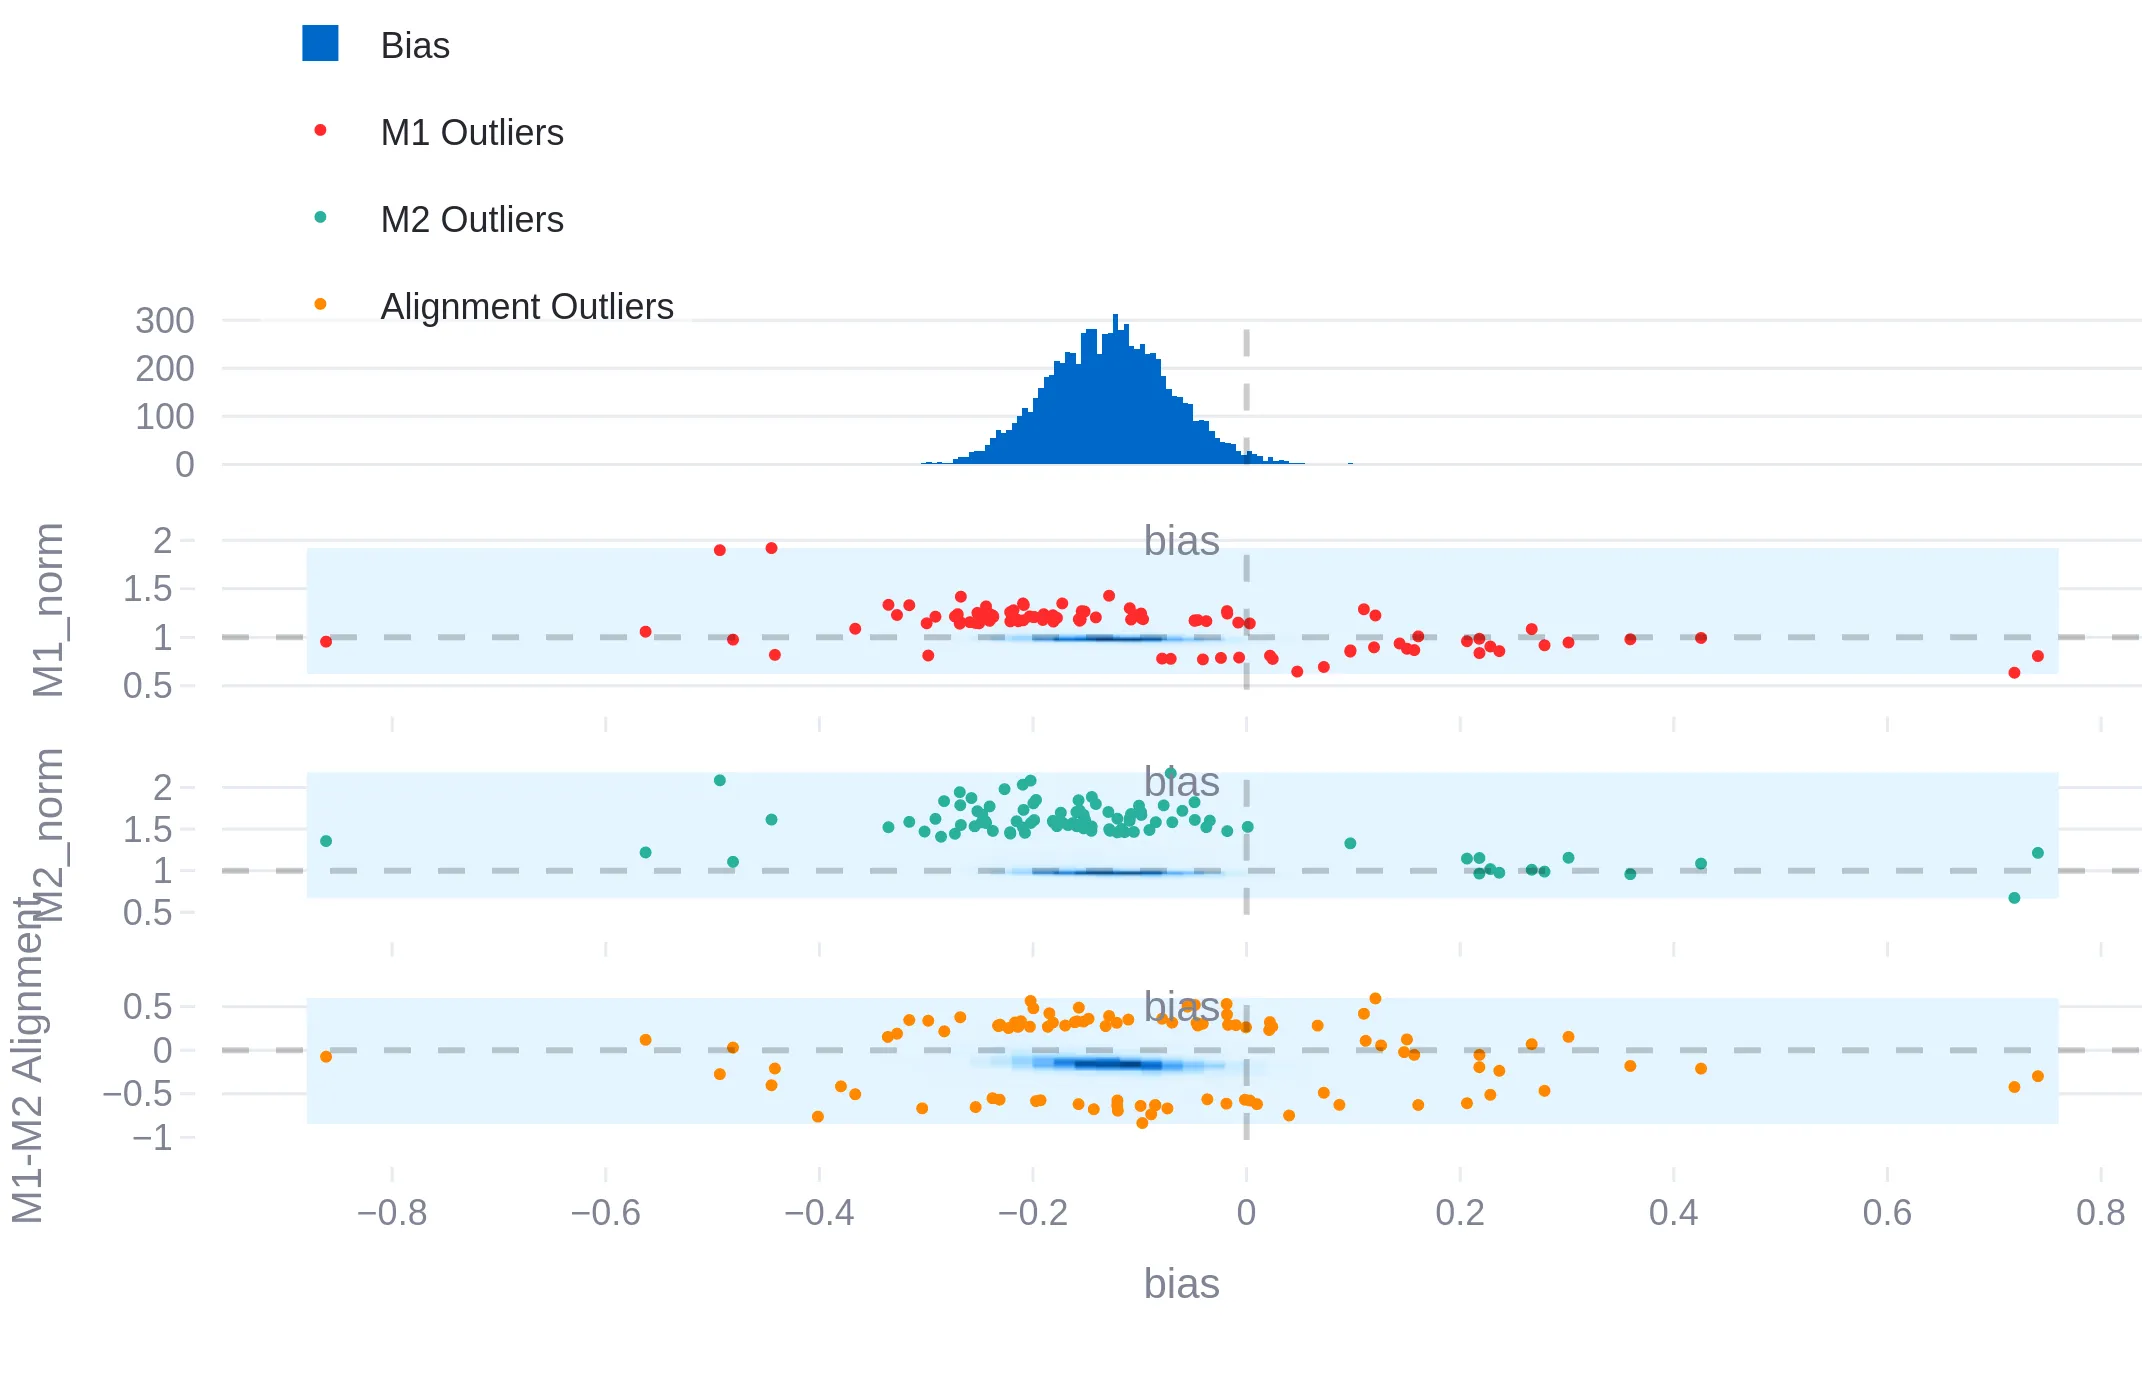 Bias
M1 Outliers
M2 Outliers
Alignment Outliers
300
200
100
0
bias
M1_norm
2
1.5
1
0.5
bias
M2_norm
2
1.5
1
0.5
bias
M1-M2 Alignment
0.5
0
−0.5
−1
−0.8
−0.6
−0.4
−0.2
0
0.2
0.4
0.6
0.8
bias